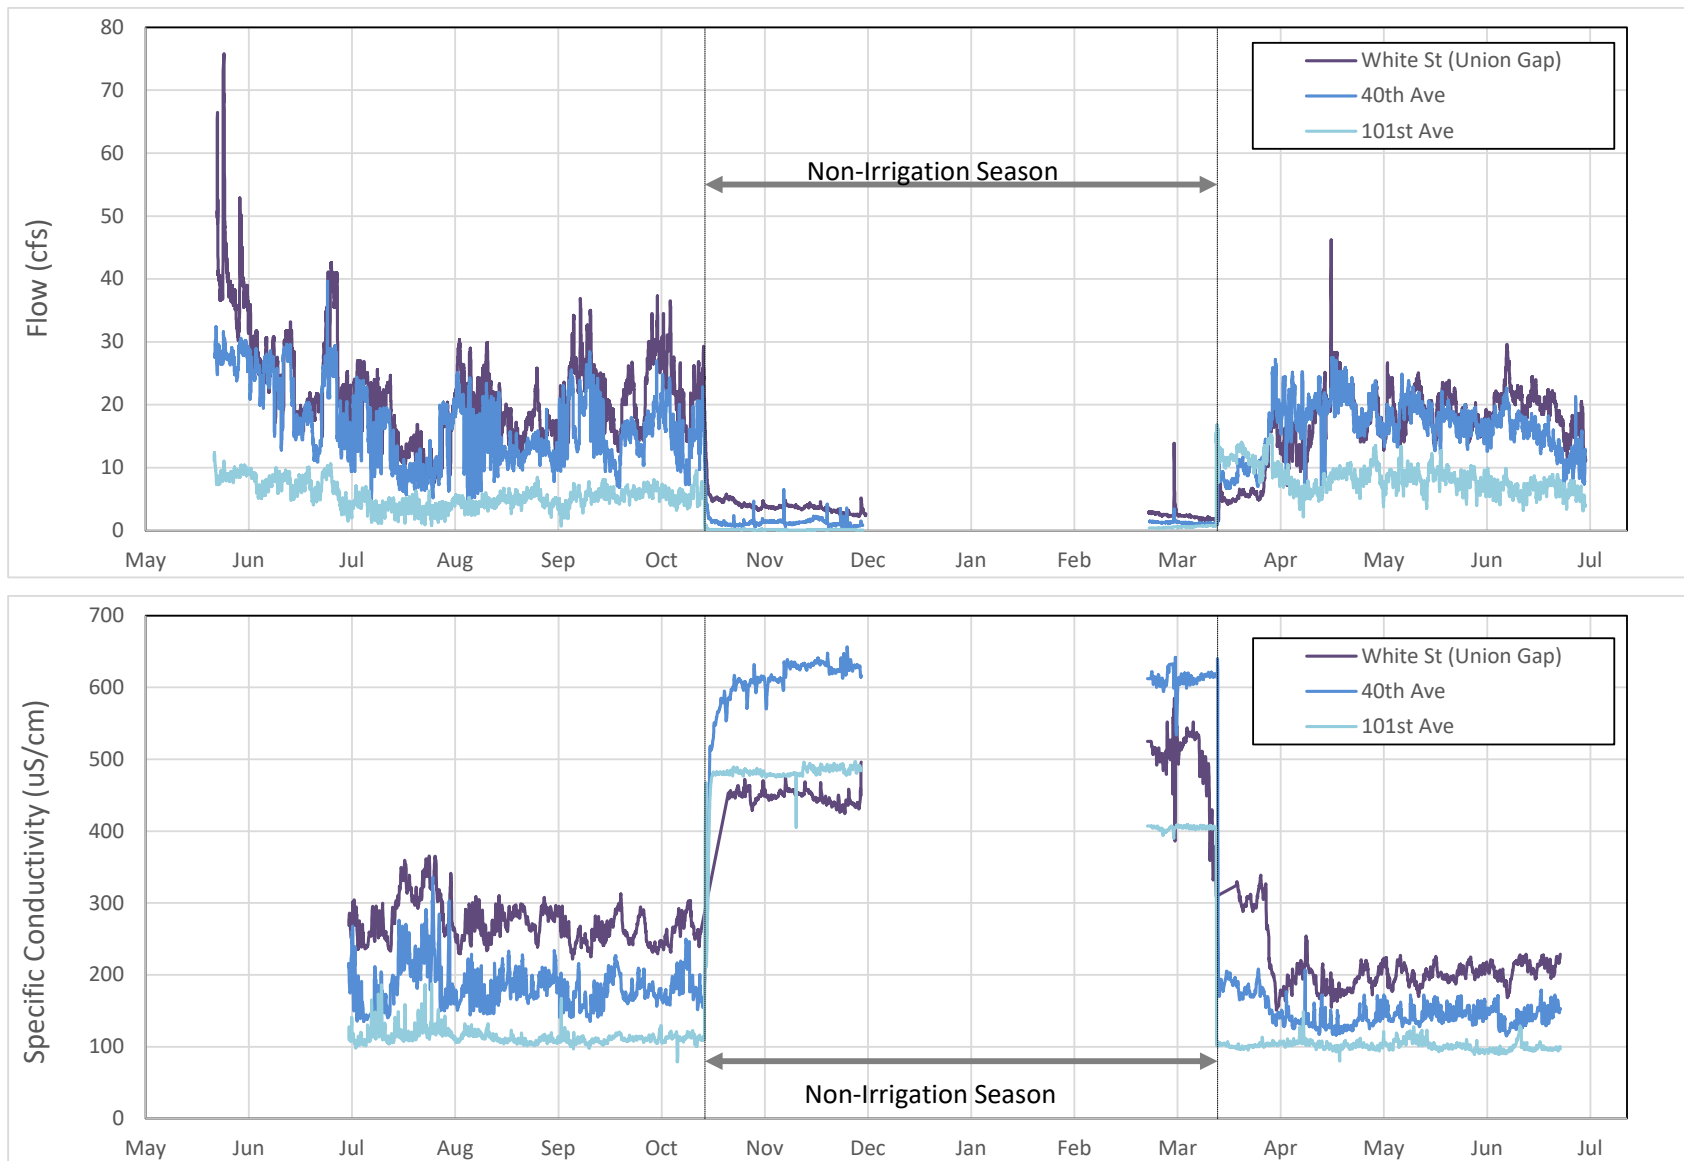 80
70
60
50
40
30
20
10
0
Flow (cfs)
White St (Union Gap)
40th Ave
101st Ave
Non-Irrigation Season
May Jun Jul Aug Sep Oct Nov Dec Jan Feb Mar Apr May Jun Jul
700
600
500
400
300
200
100
0
Specific Conductivity (uS/cm)
White St (Union Gap)
40th Ave
101st Ave
Non-Irrigation Season
May Jun Jul Aug Sep Oct Nov Dec Jan Feb Mar Apr May Jun Jul